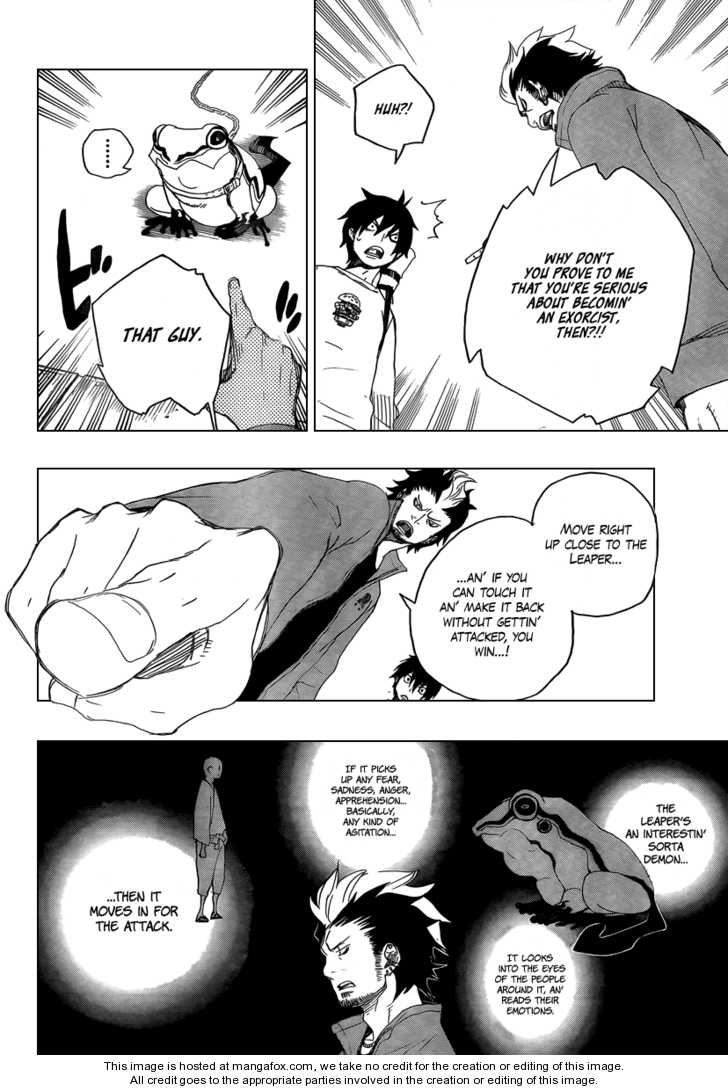 HUH?!
WHY DON'T
YOU PROVE TO ME
THAT YOU'RE SERIOUS
ABOUT BECOMIN'
AN EXORCIST,
THEN?!!
......
ビッ
THAT GUY.
MOVE RIGHT
UP CLOSE TO THE
LEAPER...
...AN' IF YOU
CAN TOUCH IT
AN' MAKE IT BACK
WITHOUT GETTIN'
ATTACKED, YOU
WIN...!
THE
LEAPER'S
AN INTERESTIN'
SORTA
DEMON...
IT LOOKS
INTO THE EYES
OF THE PEOPLE
AROUND IT, AN'
READS THEIR
EMOTIONS.
IF IT PICKS
UP ANY FEAR,
SADNESS, ANGER,
APPREHENSION...
BASICALLY,
ANY KIND OF
AGITATION...
...THEN IT
MOVES IN FOR
THE ATTACK.
This image is hosted at mangafox.com, we take no credit for the creation or editing of this image.
All credit goes to the appropriate parties involved in the creation or editing of this image.